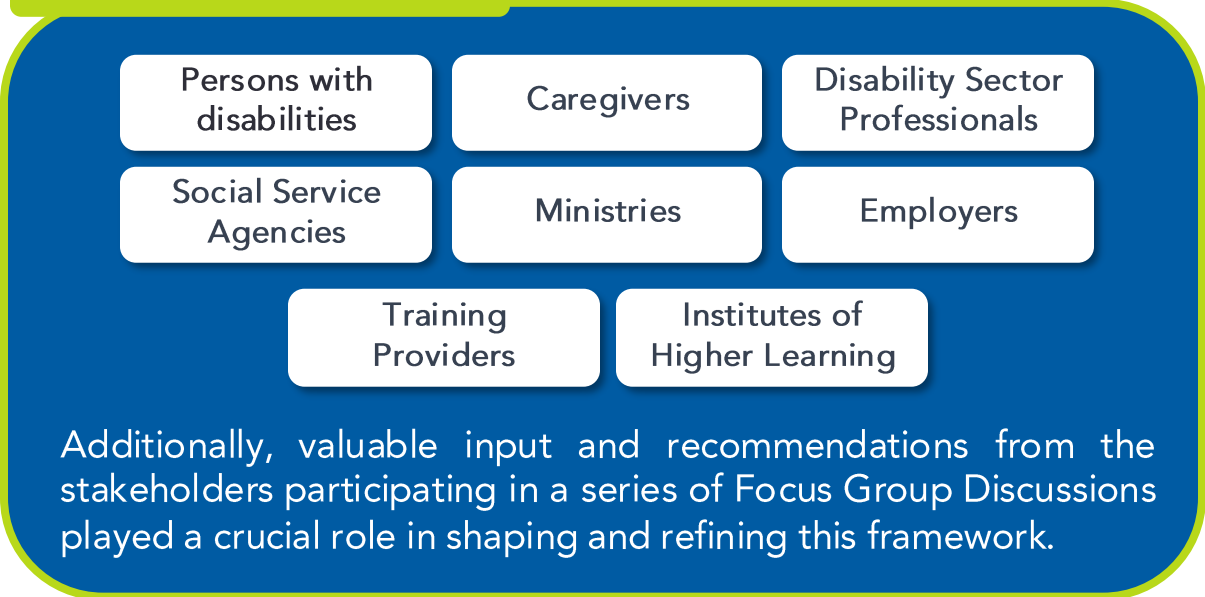 Persons with
disabilities
Caregivers
Disability Sector
Professionals
Social Service
Agencies
Ministries
Employers
Training
Providers
Institutes of
Higher Learning
Additionally, valuable input and recommendations from the
stakeholders participating in a series of Focus Group Discussions
played a crucial role in shaping and refining this framework.